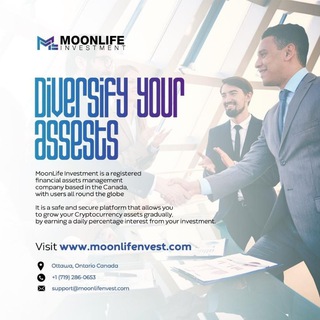 MOONLIFE
INVESTMENT
Diversify your
assests
MoonLife Investment is a registered
financial assets management
company based in the Canada,
with users all round the globe
It is a safe and secure platform that allows you
to grow your Cryptocurrency assets gradually,
by earning a daily percentage interest from your investment.
Visit www.moonlifenvest.com
Ottawa, Ontario Canada
+1 (719) 286-0653
support@moonlifenvest.com